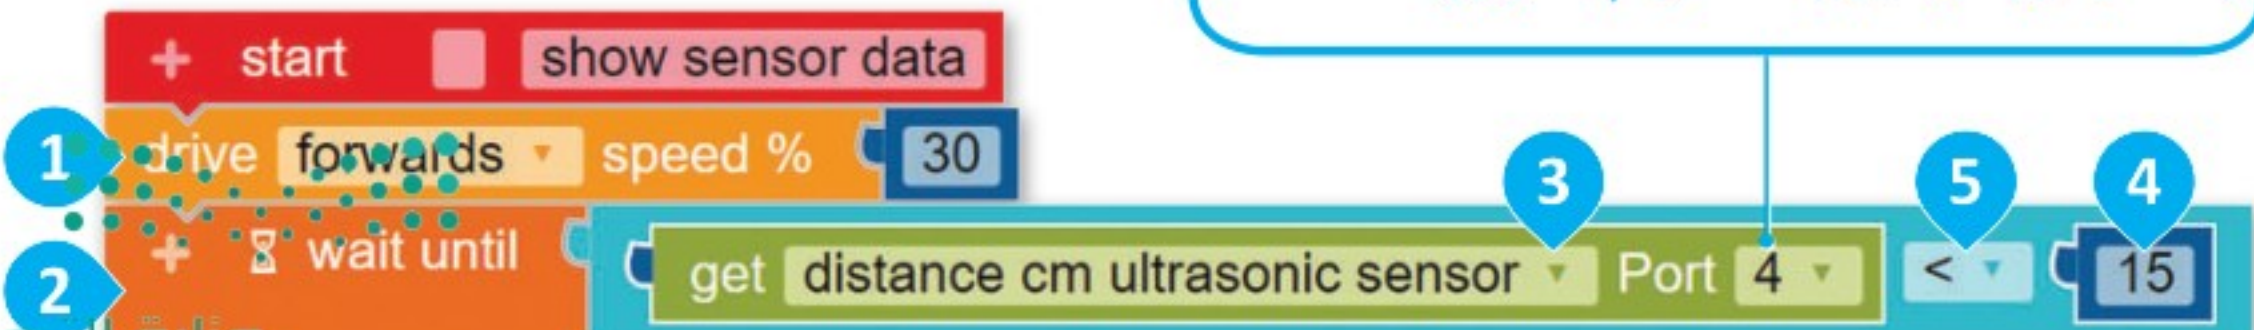 + start show sensor data
1 drive forwards speed % 30
3 5 4
2 + wait until get distance cm ultrasonic sensor Port 4 < 15